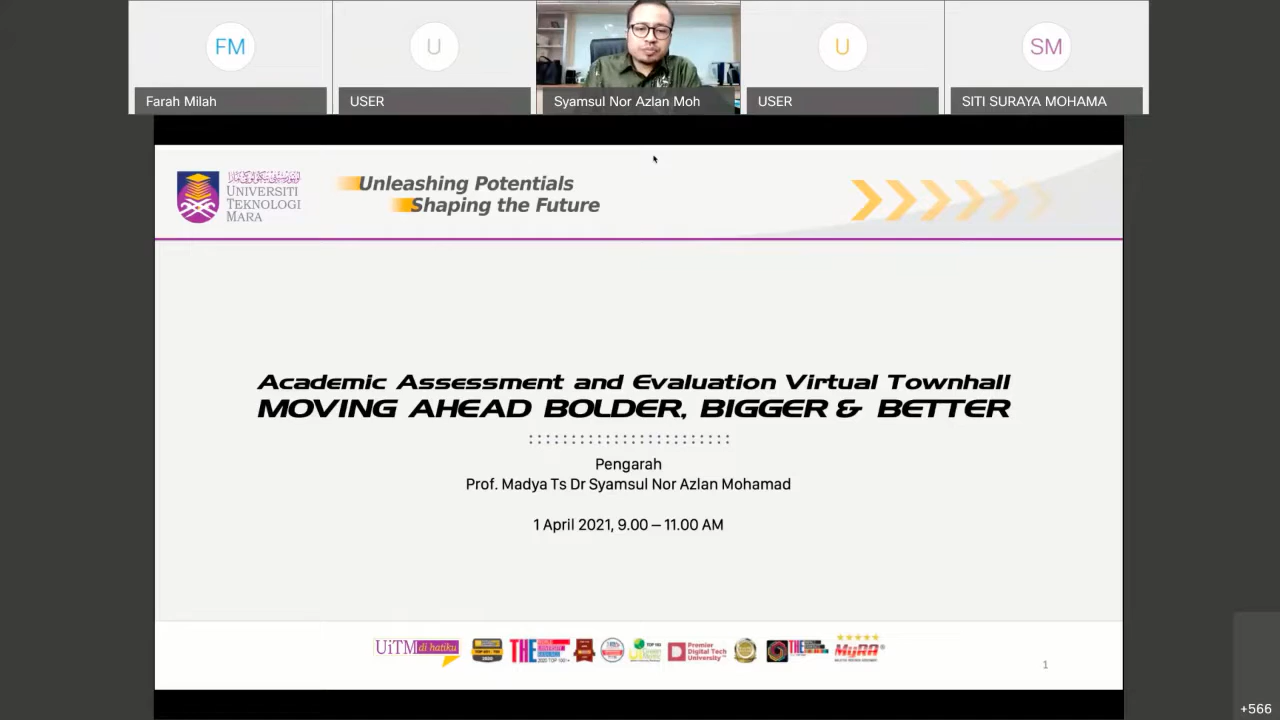 FM
U
U
SM
Farah Milah
USER
Syamsul Nor Azlan Moh
USER
SITI SURAYA MOHAMA
UNIVERSITI
TEKNOLOGI
MARA
Unleashing Potentials
Shaping the Future
Academic Assessment and Evaluation Virtual Townhall
MOVING AHEAD BOLDER, BIGGER & BETTER
Pengarah
Prof. Madya Ts Dr Syamsul Nor Azlan Mohamad
1 April 2021, 9.00 – 11.00 AM
UiTM di hatiku
THE
Premier
Digital Tech
University
THE
MyRA
1
+566